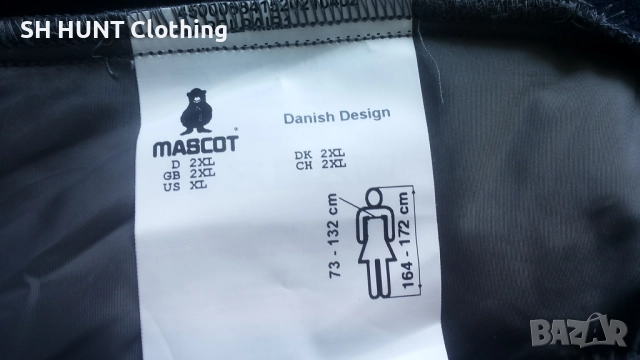 SH HUNT Clothing
MASCOT®
Danish Design
D 2XL
GB 2XL
US XL
DK 2XL
CH 2XL
73 - 132 cm
164 - 172 cm
BAZAR